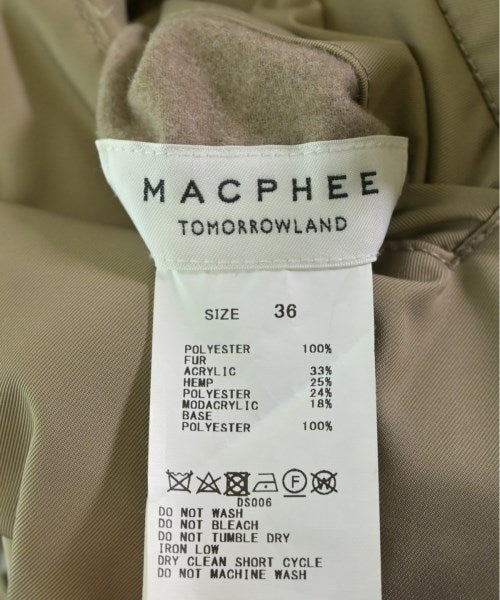 MACPHEE
TOMORROWLAND
SIZE 36
POLYESTER 100%
FUR
ACRYLIC 33%
HEMP 25%
POLYESTER 24%
MODACRYLIC 18%
BASE
POLYESTER 100%
F W
DS006
DO NOT WASH
DO NOT BLEACH
DO NOT TUMBLE DRY
IRON LOW
DRY CLEAN SHORT CYCLE
DO NOT MACHINE WASH